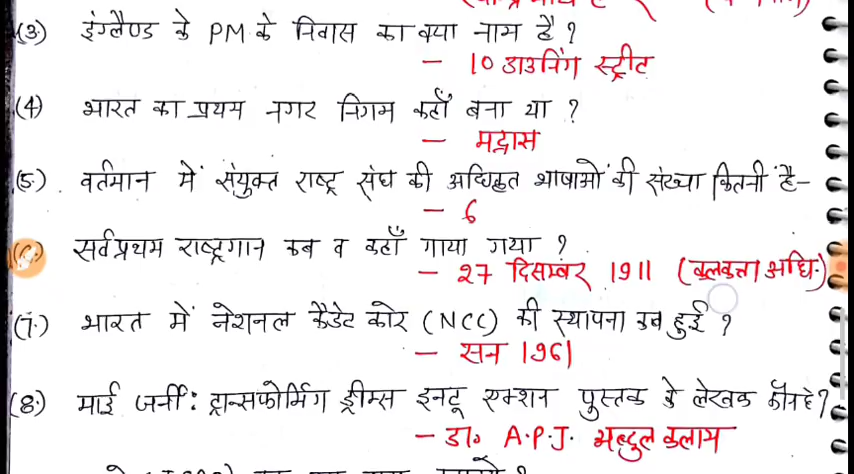 (3.) इंग्लैण्ड के PM के निवास का क्या नाम है ?
– 10 डाउनिंग स्ट्रीट
(4) भारत का प्रथम नगर निगम कहाँ बना था ?
– मद्रास
(5.) वर्तमान में संयुक्त राष्ट्र संघ की अधिकृत भाषाओं की संख्या कितनी है–
– 6
(6.) सर्वप्रथम राष्ट्रगान कब व कहाँ गाया गया ?
– 27 दिसम्बर 1911 (कलकत्ता अधि.)
(7.) भारत में नेशनल कैडेट कोर (NCC) की स्थापना कब हुई ?
– सन 1961
(8.) माई जर्नी: ट्रान्सफोर्मिंग ड्रीम्स इनटू एक्शन पुस्तक के लेखक कौन है?
– डा० A.P.J. अब्दुल कलाम